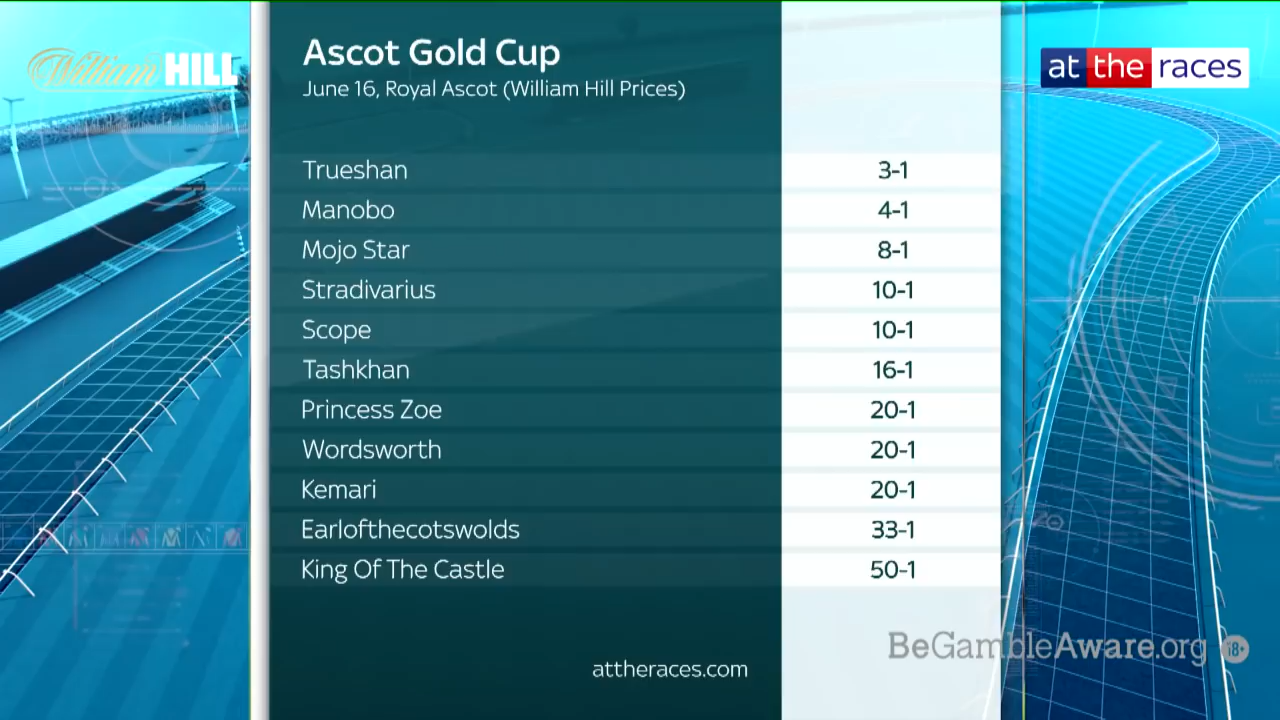 William HILL
at the races
Ascot Gold Cup
June 16, Royal Ascot (William Hill Prices)
Trueshan 3-1
Manobo 4-1
Mojo Star 8-1
Stradivarius 10-1
Scope 10-1
Tashkhan 16-1
Princess Zoe 20-1
Wordsworth 20-1
Kemari 20-1
Earlofthecotswolds 33-1
King Of The Castle 50-1
BeGambleAware.org 18+
attheraces.com